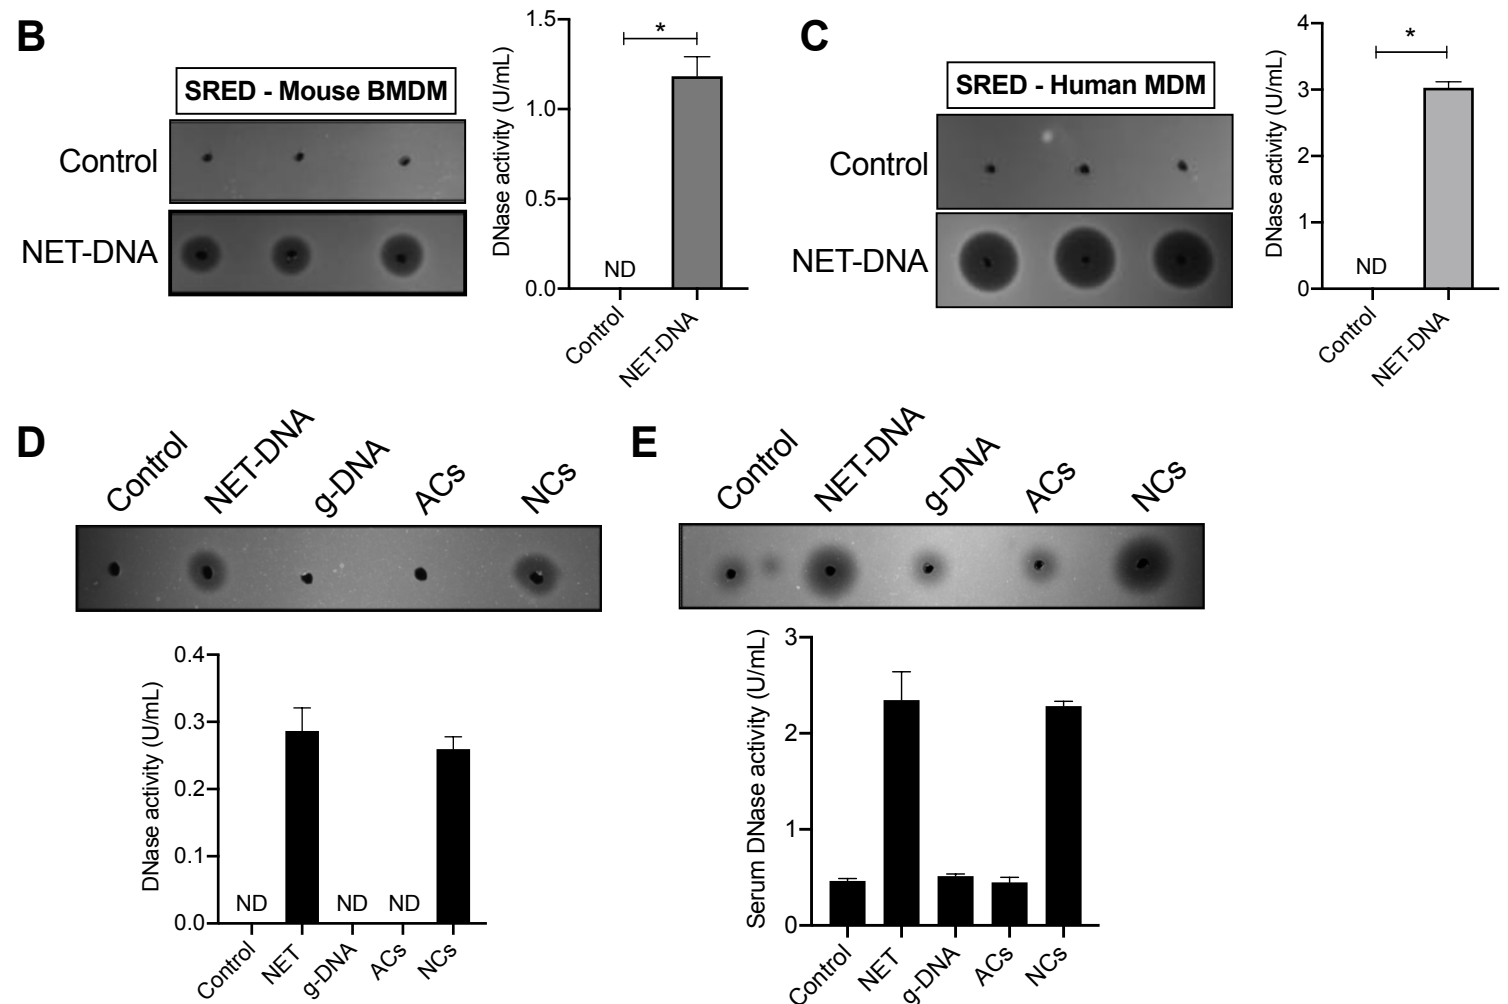 B
SRED - Mouse BMDM
Control
NET-DNA
DNase activity (U/mL)
1.5
1.0
0.5
0.0
*
ND
Control
NET-DNA
C
SRED - Human MDM
Control
NET-DNA
DNase activity (U/mL)
4
3
2
1
0
*
ND
Control
NET-DNA
D
Control
NET-DNA
g-DNA
ACs
NCs
DNase activity (U/mL)
0.4
0.3
0.2
0.1
0.0
ND
ND
ND
Control
NET
g-DNA
ACs
NCs
E
Control
NET-DNA
g-DNA
ACs
NCs
Serum DNase activity (U/mL)
3
2
1
0
Control
NET
g-DNA
ACs
NCs